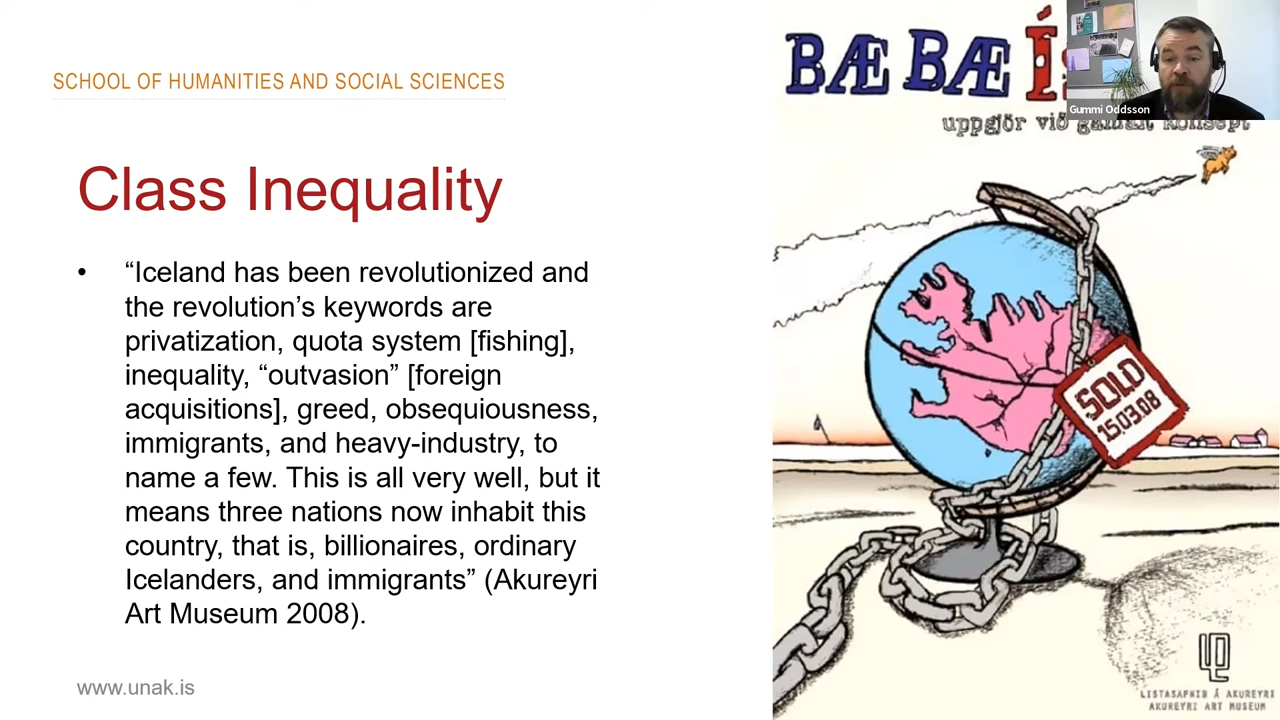 SCHOOL OF HUMANITIES AND SOCIAL SCIENCES
Class Inequality
• “Iceland has been revolutionized and
the revolution’s keywords are
privatization, quota system [fishing],
inequality, “outvasion” [foreign
acquisitions], greed, obsequiousness,
immigrants, and heavy-industry, to
name a few. This is all very well, but it
means three nations now inhabit this
country, that is, billionaires, ordinary
Icelanders, and immigrants” (Akureyri
Art Museum 2008).
www.unak.is
BÆ BÆ
Gummi Oddsson
uppgjör við konsept
SOLD
15.03.08
LISTASAFNIÐ Á AKUREYRI
AKUREYRI ART MUSEUM